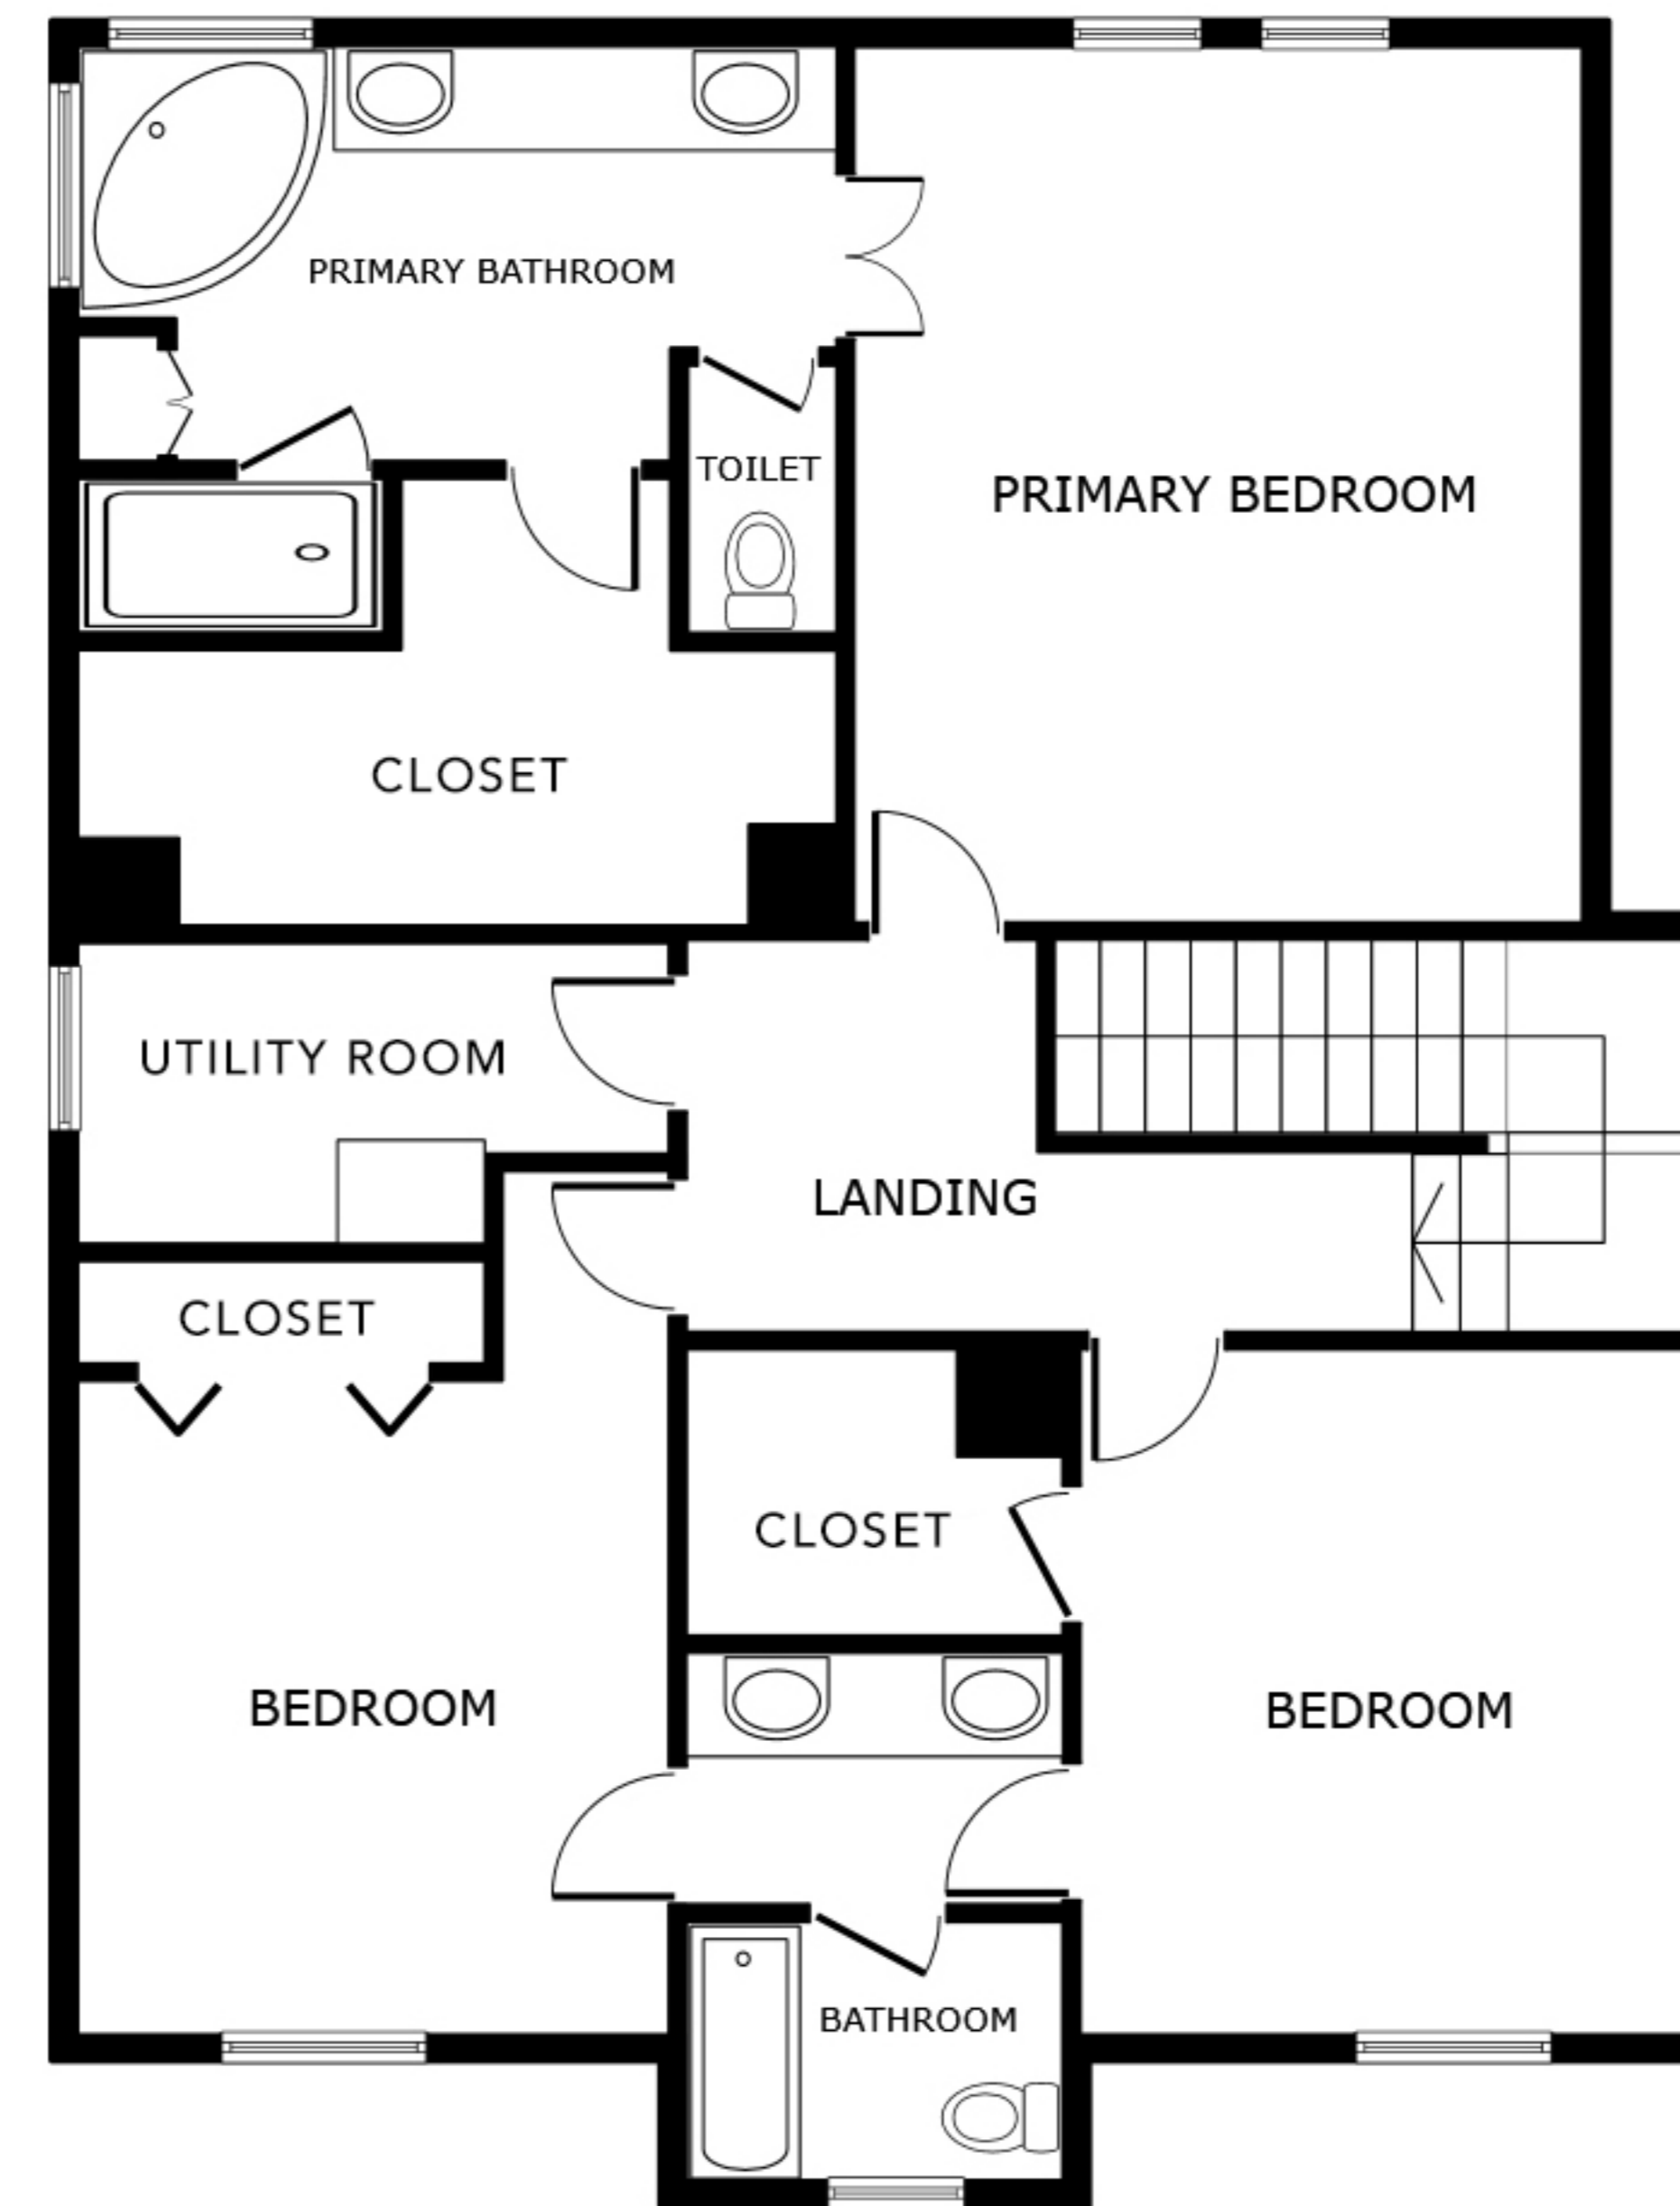 PRIMARY BATHROOM
TOILET
PRIMARY BEDROOM
CLOSET
UTILITY ROOM
LANDING
CLOSET
CLOSET
BEDROOM
BEDROOM
BATHROOM